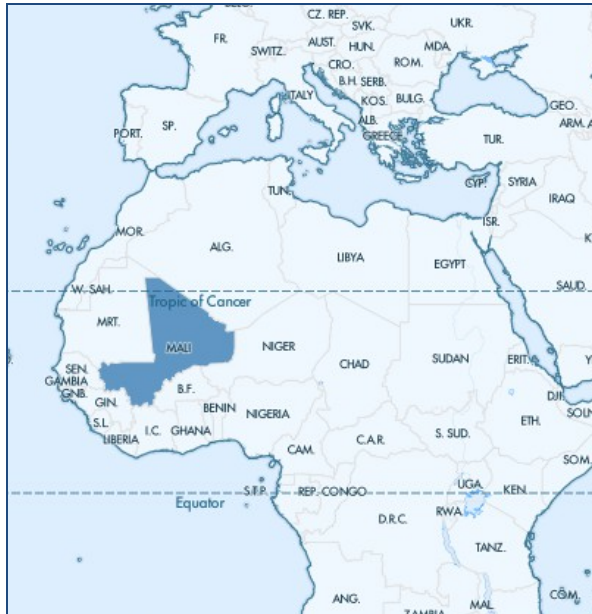 CZ. REP.
UKR.
SVK.
FR.
AUST.
HUN.
MDA.
SWITZ.
CRO.
ROM.
B.H. SERB.
ITALY
KOS.
BULG.
GEO.
ALB.
ARM.
PORT.
SP.
GREECE
TUR.
TUN.
CYP.
SYRIA
IRAQ
ISR.
MOR.
ALG.
LIBYA
EGYPT
W. SAH.
SAUD.
Tropic of Cancer
MRT.
MALI
NIGER
CHAD
SUDAN
ERIT.
SEN.
GAMBIA
GNB.
GIN.
B.F.
BENIN
NIGERIA
DJI.
S.L.
I.C.
GHANA
LIBERIA
CAM.
C.A.R.
S. SUD.
ETH.
SOM.
S.T.P.
REP. CONGO
UGA.
KEN.
Equator
D.R.C.
RWA.
TANZ.
ANG.
MAL.
COM.